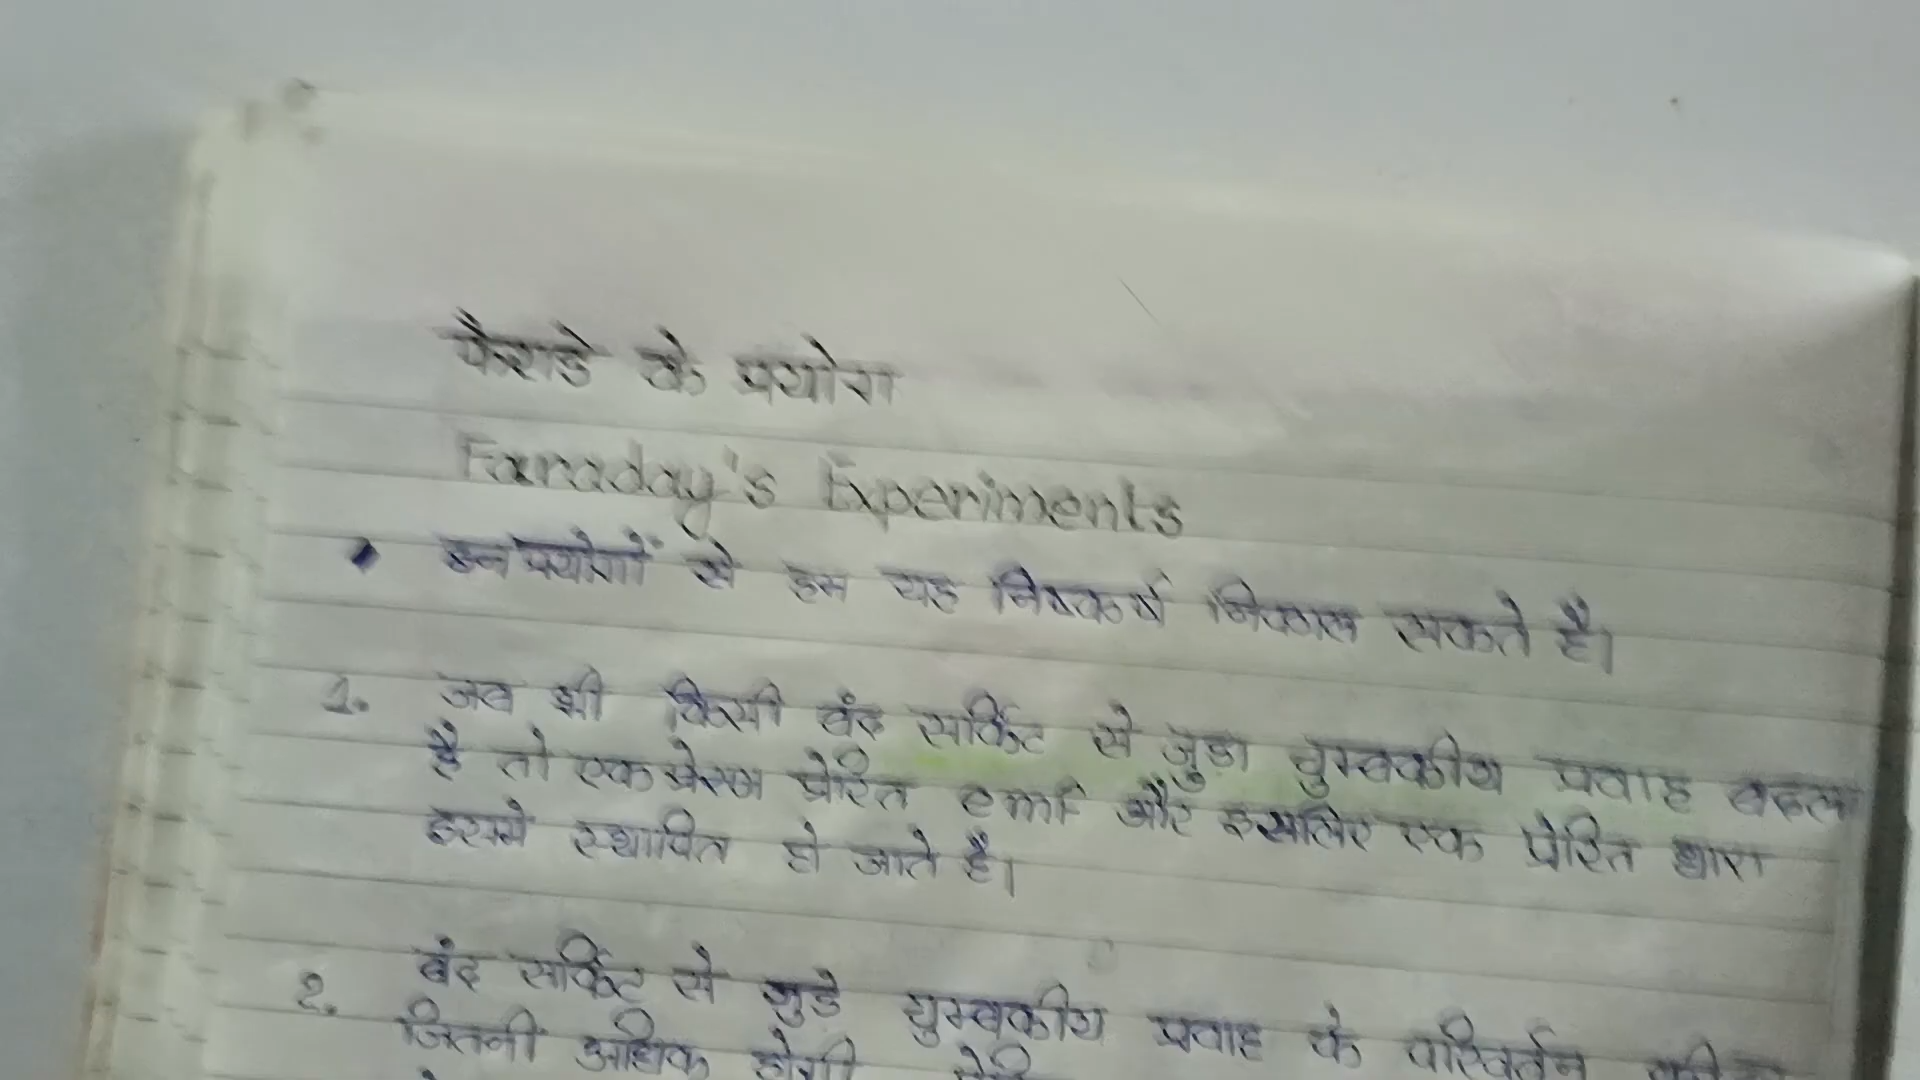 फैराडे के प्रयोग
Faraday's Experiments
इन प्रयोगों से हम यह निष्कर्ष निकाल सकते है।
1. जब भी किसी बंद सर्किट से जुड़ा चुम्बकीय प्रवाह बदलता
है तो एक प्रेरित emf और इसलिए एक प्रेरित धारा
इसमे स्थापित हो जाते है।
2. बंद सर्किट से जुडे चुम्बकीय प्रवाह के परिवर्तन
जितनी अधिक होगी